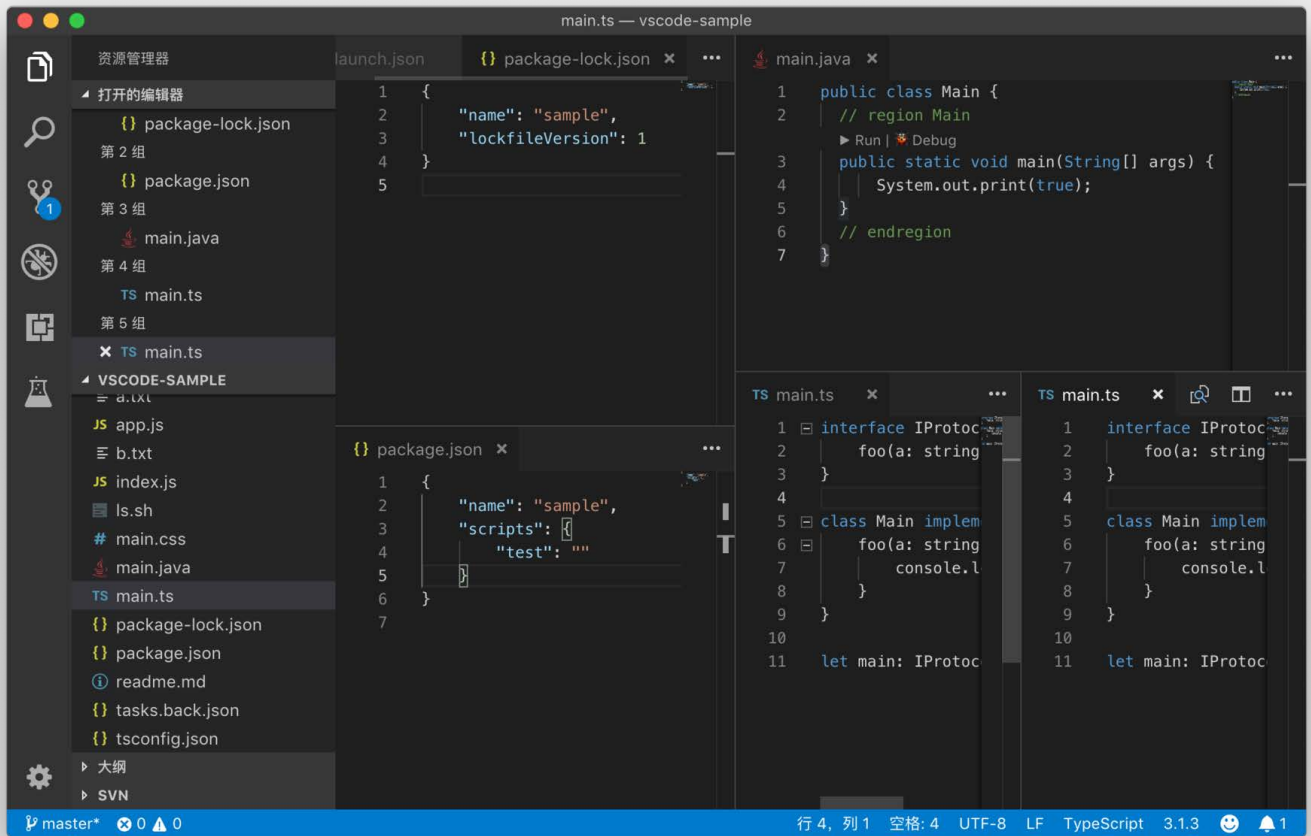 main.ts — vscode-sample
资源管理器
打开的编辑器
{} package-lock.json
第 2 组
{} package.json
第 3 组
main.java
第 4 组
TS main.ts
第 5 组
TS main.ts
VSCODE-SAMPLE
a.txt
JS app.js
b.txt
JS index.js
ls.sh
# main.css
main.java
TS main.ts
{} package-lock.json
{} package.json
readme.md
{} tasks.back.json
{} tsconfig.json
大纲
SVN
1
launch.json {} package-lock.json
1 {
2 "name": "sample",
3 "lockfileVersion": 1
4 }
5
{} package.json
1 {
2 "name": "sample",
3 "scripts": {
4 "test": ""
5 }
6 }
7
main.java
1 public class Main {
2 // region Main
Run | Debug
3 public static void main(String[] args) {
4 System.out.print(true);
5 }
6 // endregion
7 }
TS main.ts
1 interface IProtoc
2 foo(a: string
3 }
4
5 class Main implem
6 foo(a: string
7 console.l
8 }
9 }
10
11 let main: IProtoc
TS main.ts
1 interface IProtoc
2 foo(a: string
3 }
4
5 class Main implem
6 foo(a: string
7 console.l
8 }
9 }
10
11 let main: IProtoc
master* 0 0 行 4, 列 1 空格: 4 UTF-8 LF TypeScript 3.1.3 1